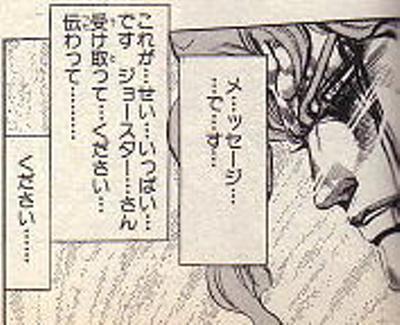 メ…ッセージ…
…で…す…
これが…せい…いっぱい…
です ジョースター…さん
受け取って…ください…
伝わって…………
ください……